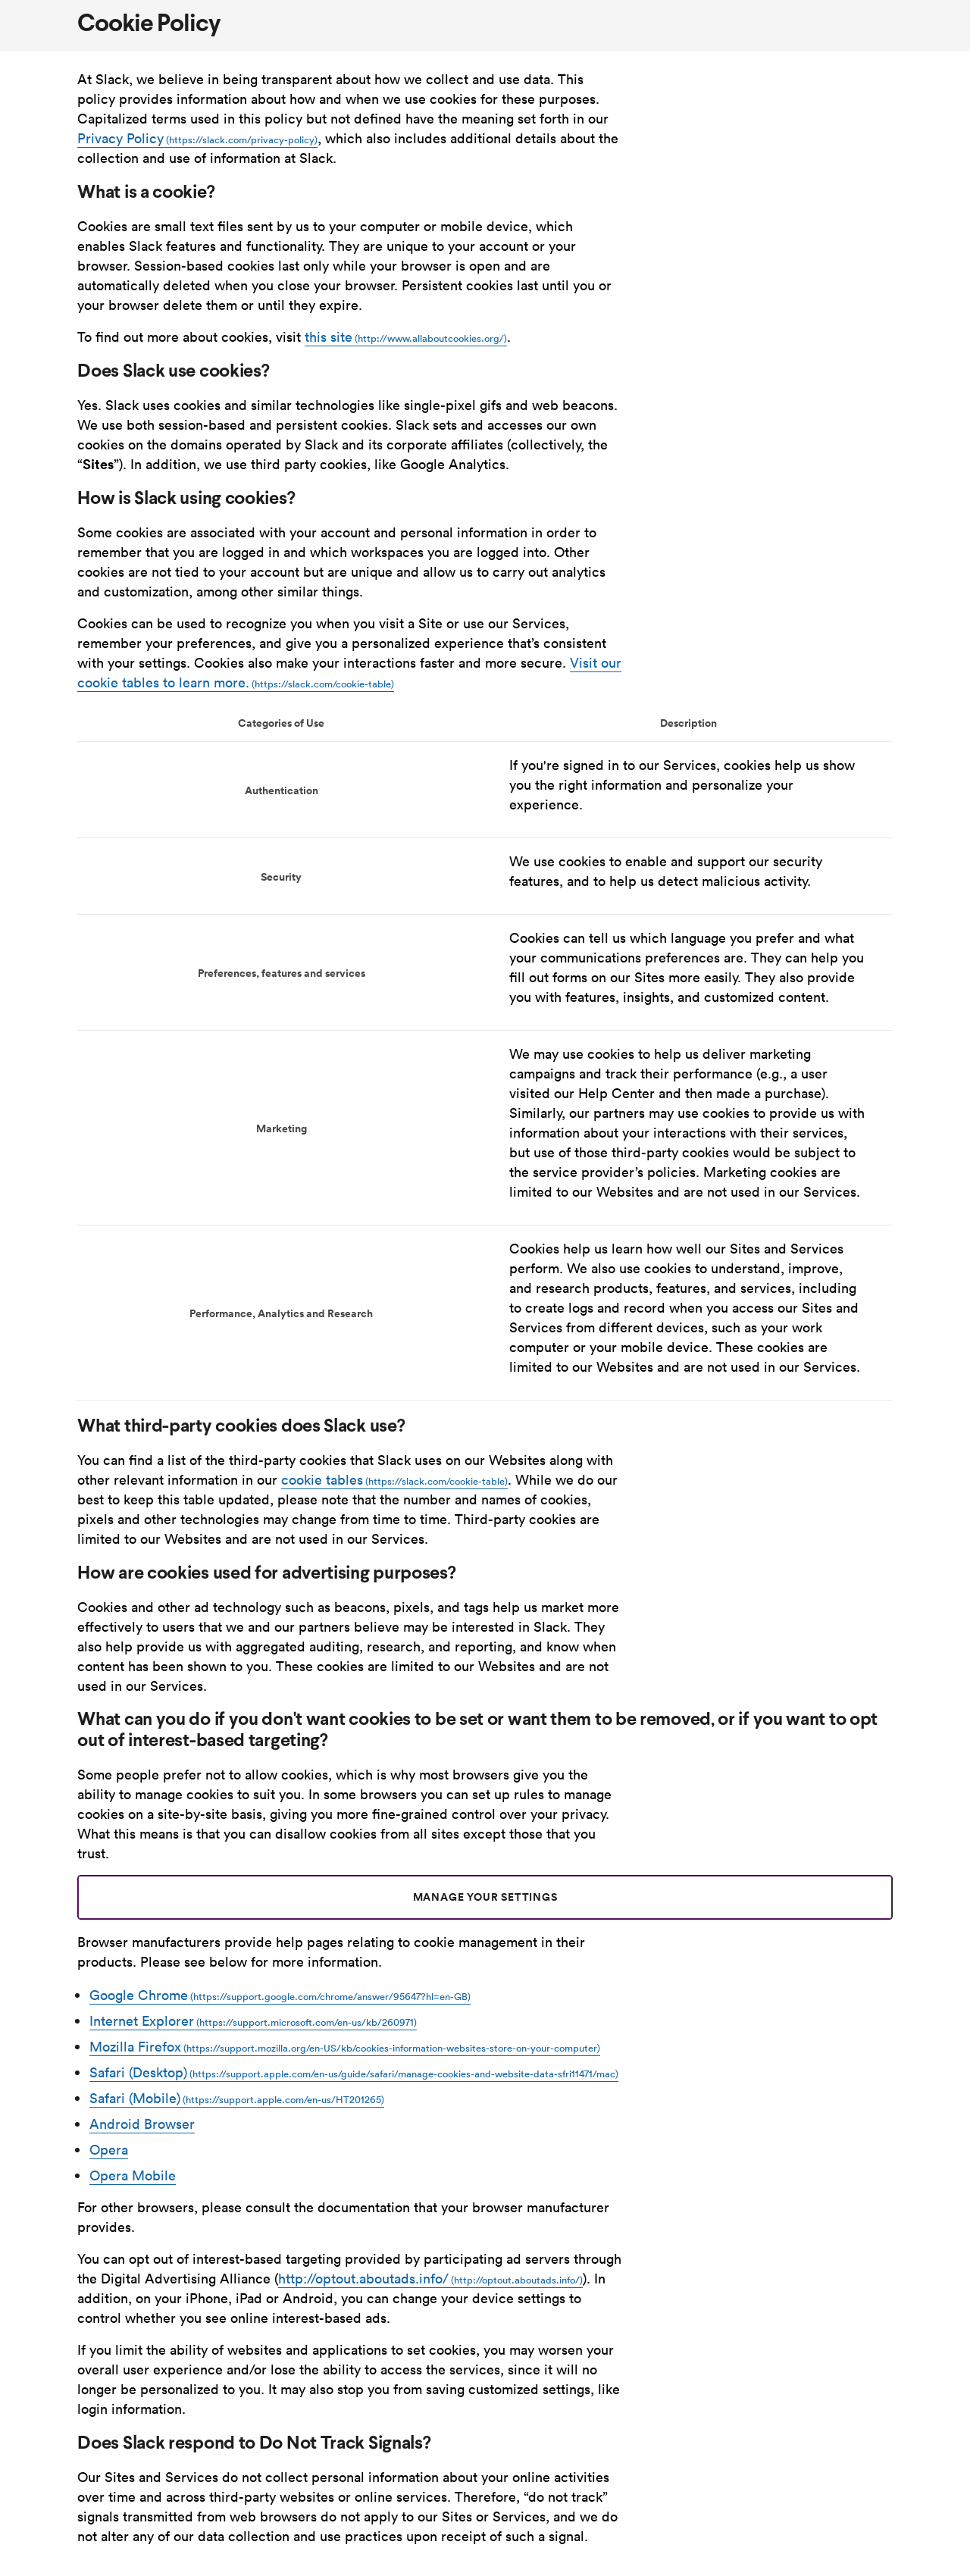 Cookie Policy
At Slack, we believe in being transparent about how we collect and use data. This
policy provides information about how and when we use cookies for these purposes.
Capitalized terms used in this policy but not defined have the meaning set forth in our
Privacy Policy (https://slack.com/privacy-policy), which also includes additional details about the
collection and use of information at Slack.
What is a cookie?
Cookies are small text files sent by us to your computer or mobile device, which
enables Slack features and functionality. They are unique to your account or your
browser. Session-based cookies last only while your browser is open and are
automatically deleted when you close your browser. Persistent cookies last until you or
your browser delete them or until they expire.
To find out more about cookies, visit this site (http://www.allaboutcookies.org/).
Does Slack use cookies?
Yes. Slack uses cookies and similar technologies like single-pixel gifs and web beacons.
We use both session-based and persistent cookies. Slack sets and accesses our own
cookies on the domains operated by Slack and its corporate affiliates (collectively, the
“Sites”). In addition, we use third party cookies, like Google Analytics.
How is Slack using cookies?
Some cookies are associated with your account and personal information in order to
remember that you are logged in and which workspaces you are logged into. Other
cookies are not tied to your account but are unique and allow us to carry out analytics
and customization, among other similar things.
Cookies can be used to recognize you when you visit a Site or use our Services,
remember your preferences, and give you a personalized experience that’s consistent
with your settings. Cookies also make your interactions faster and more secure. Visit our
cookie tables to learn more. (https://slack.com/cookie-table)
Categories of Use
Description
Authentication
If you're signed in to our Services, cookies help us show
you the right information and personalize your
experience.
Security
We use cookies to enable and support our security
features, and to help us detect malicious activity.
Preferences, features and services
Cookies can tell us which language you prefer and what
your communications preferences are. They can help you
fill out forms on our Sites more easily. They also provide
you with features, insights, and customized content.
Marketing
We may use cookies to help us deliver marketing
campaigns and track their performance (e.g., a user
visited our Help Center and then made a purchase).
Similarly, our partners may use cookies to provide us with
information about your interactions with their services,
but use of those third-party cookies would be subject to
the service provider’s policies. Marketing cookies are
limited to our Websites and are not used in our Services.
Performance, Analytics and Research
Cookies help us learn how well our Sites and Services
perform. We also use cookies to understand, improve,
and research products, features, and services, including
to create logs and record when you access our Sites and
Services from different devices, such as your work
computer or your mobile device. These cookies are
limited to our Websites and are not used in our Services.
What third-party cookies does Slack use?
You can find a list of the third-party cookies that Slack uses on our Websites along with
other relevant information in our cookie tables (https://slack.com/cookie-table). While we do our
best to keep this table updated, please note that the number and names of cookies,
pixels and other technologies may change from time to time. Third-party cookies are
limited to our Websites and are not used in our Services.
How are cookies used for advertising purposes?
Cookies and other ad technology such as beacons, pixels, and tags help us market more
effectively to users that we and our partners believe may be interested in Slack. They
also help provide us with aggregated auditing, research, and reporting, and know when
content has been shown to you. These cookies are limited to our Websites and are not
used in our Services.
What can you do if you don't want cookies to be set or want them to be removed, or if you want to opt
out of interest-based targeting?
Some people prefer not to allow cookies, which is why most browsers give you the
ability to manage cookies to suit you. In some browsers you can set up rules to manage
cookies on a site-by-site basis, giving you more fine-grained control over your privacy.
What this means is that you can disallow cookies from all sites except those that you
trust.
MANAGE YOUR SETTINGS
Browser manufacturers provide help pages relating to cookie management in their
products. Please see below for more information.
• Google Chrome (https://support.google.com/chrome/answer/95647?hl=en-GB)
• Internet Explorer (https://support.microsoft.com/en-us/kb/260971)
• Mozilla Firefox (https://support.mozilla.org/en-US/kb/cookies-information-websites-store-on-your-computer)
• Safari (Desktop) (https://support.apple.com/en-us/guide/safari/manage-cookies-and-website-data-sfri11471/mac)
• Safari (Mobile) (https://support.apple.com/en-us/HT201265)
• Android Browser
• Opera
• Opera Mobile
For other browsers, please consult the documentation that your browser manufacturer
provides.
You can opt out of interest-based targeting provided by participating ad servers through
the Digital Advertising Alliance (http://optout.aboutads.info/ (http://optout.aboutads.info/)). In
addition, on your iPhone, iPad or Android, you can change your device settings to
control whether you see online interest-based ads.
If you limit the ability of websites and applications to set cookies, you may worsen your
overall user experience and/or lose the ability to access the services, since it will no
longer be personalized to you. It may also stop you from saving customized settings, like
login information.
Does Slack respond to Do Not Track Signals?
Our Sites and Services do not collect personal information about your online activities
over time and across third-party websites or online services. Therefore, “do not track”
signals transmitted from web browsers do not apply to our Sites or Services, and we do
not alter any of our data collection and use practices upon receipt of such a signal.